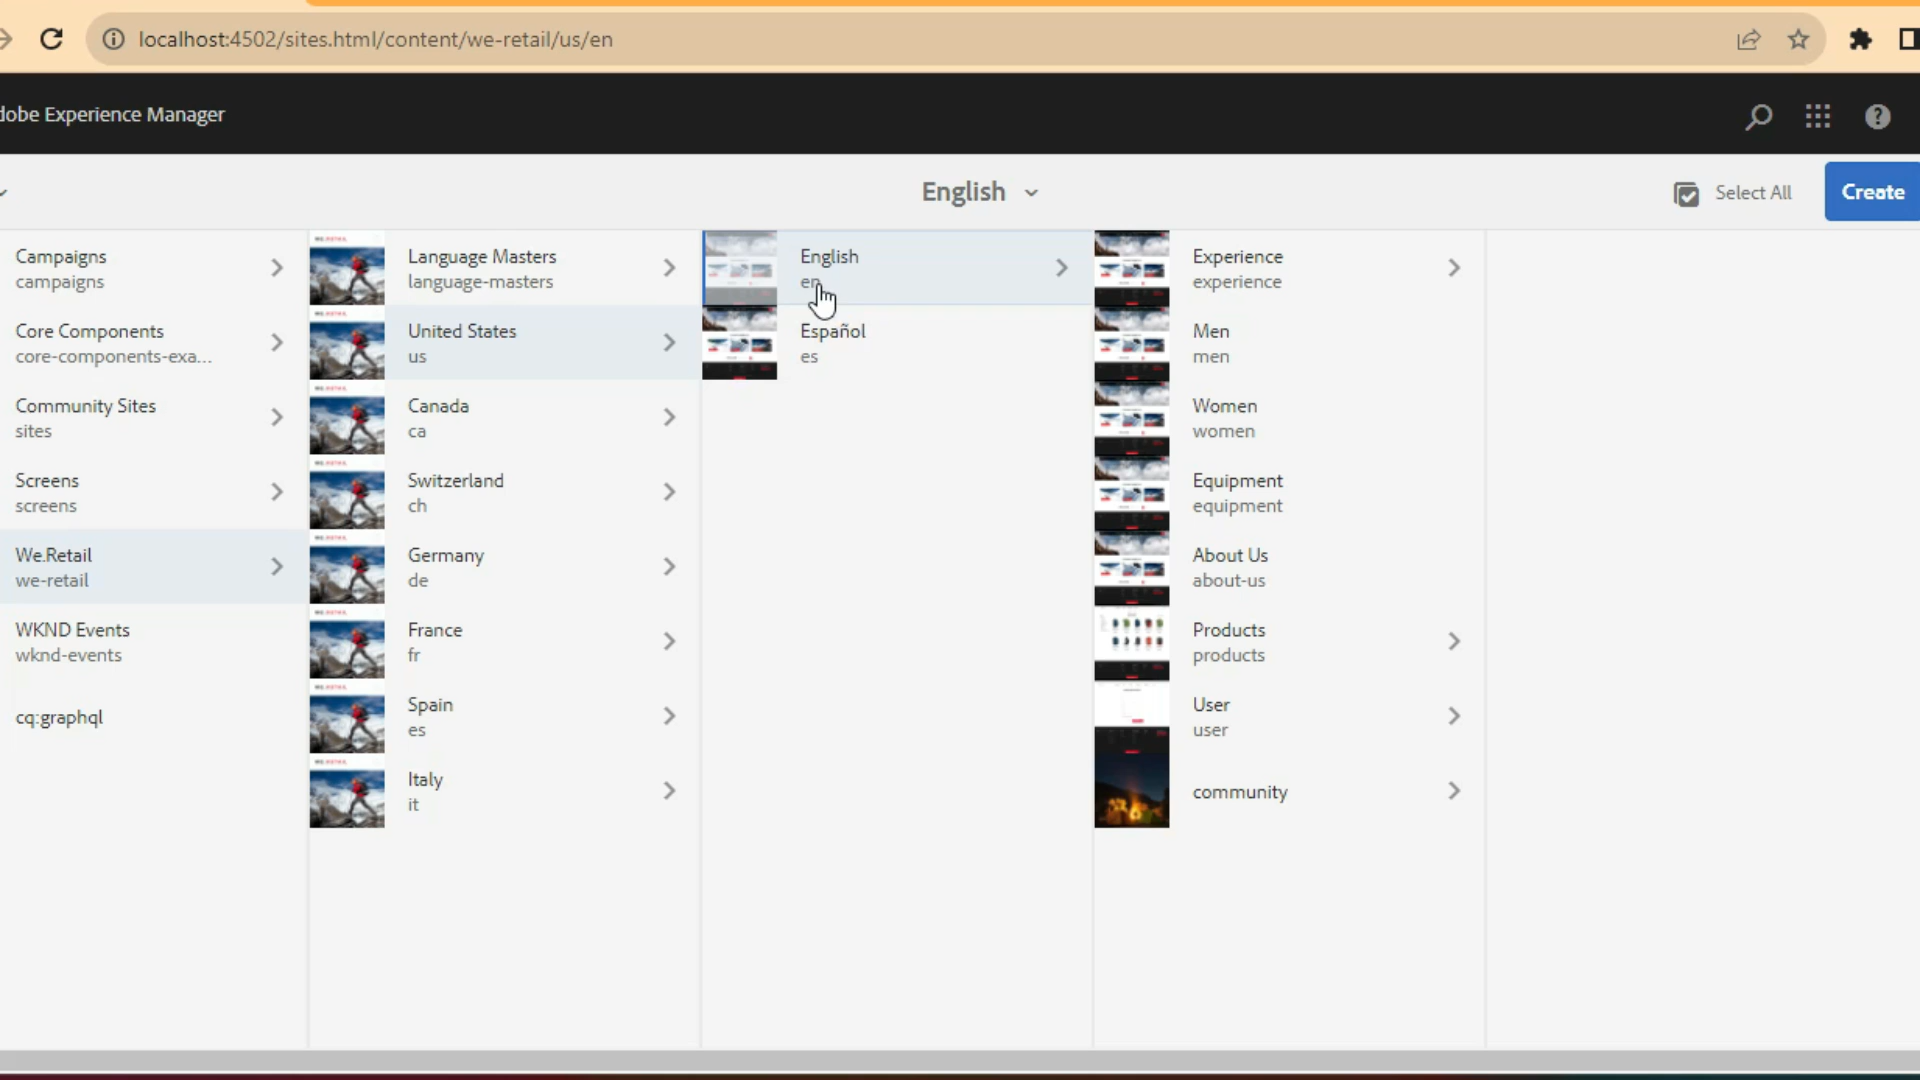 localhost:4502/sites.html/content/we-retail/us/en
dobe Experience Manager
English
Select All
Create
Campaigns
campaigns
Core Components
core-components-exa...
Community Sites
sites
Screens
screens
We.Retail
we-retail
WKND Events
wknd-events
cq:graphql
Language Masters
language-masters
United States
us
Canada
ca
Switzerland
ch
Germany
de
France
fr
Spain
es
Italy
it
English
en
Español
es
Experience
experience
Men
men
Women
women
Equipment
equipment
About Us
about-us
Products
products
User
user
community